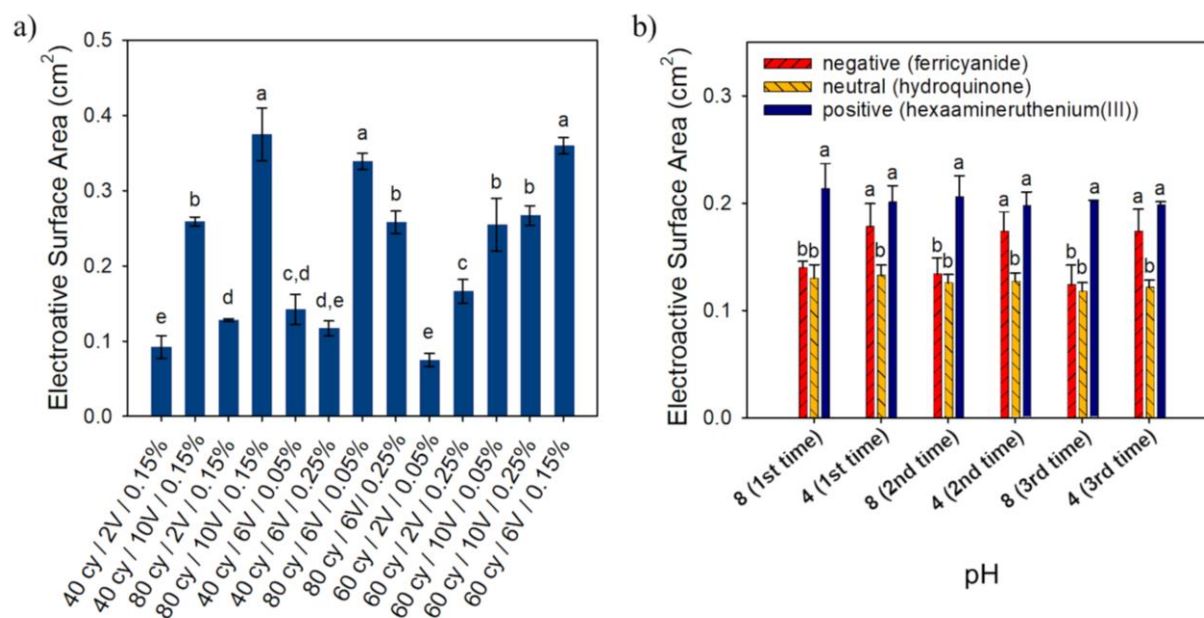 a)
Electroative Surface Area (cm²)
0.5
0.4
0.3
0.2
0.1
0.0
e
b
d
a
c,d
d,e
a
b
e
c
b
b
a
40 cy / 2V / 0.15%
40 cy / 10V / 0.15%
80 cy / 2V / 0.15%
80 cy / 10V / 0.15%
40 cy / 6V / 0.05%
40 cy / 6V / 0.25%
80 cy / 6V / 0.05%
80 cy / 6V / 0.25%
60 cy / 2V / 0.05%
60 cy / 2V / 0.25%
60 cy / 10V / 0.05%
60 cy / 10V / 0.25%
60 cy / 6V / 0.15%
b)
Electroactive Surface Area (cm²)
0.3
0.2
0.1
0.0
negative (ferricyanide)
neutral (hydroquinone)
positive (hexaamineruthenium(III))
b b a
a b a
b b a
a b a
b b a
a b a
8 (1st time)
4 (1st time)
8 (2nd time)
4 (2nd time)
8 (3rd time)
4 (3rd time)
pH